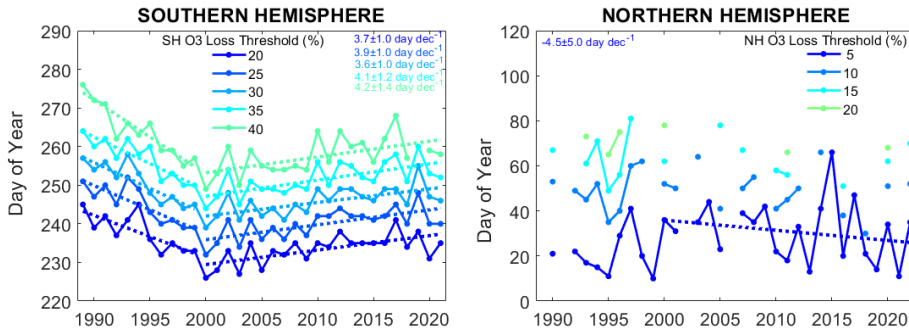 SOUTHERN HEMISPHERE
290
280
270
260
250
240
230
220
Day of Year
SH O3 Loss Threshold (%)
20
25
30
35
40
3.7±1.0 day dec-1
3.9±1.0 day dec-1
3.6±1.0 day dec-1
4.1±1.2 day dec-1
4.2±1.4 day dec-1
1990 1995 2000 2005 2010 2015 2020
NORTHERN HEMISPHERE
120
100
80
60
40
20
0
Day of Year
-4.5±5.0 day dec-1
NH O3 Loss Threshold (%)
5
10
15
20
1990 1995 2000 2005 2010 2015 2020